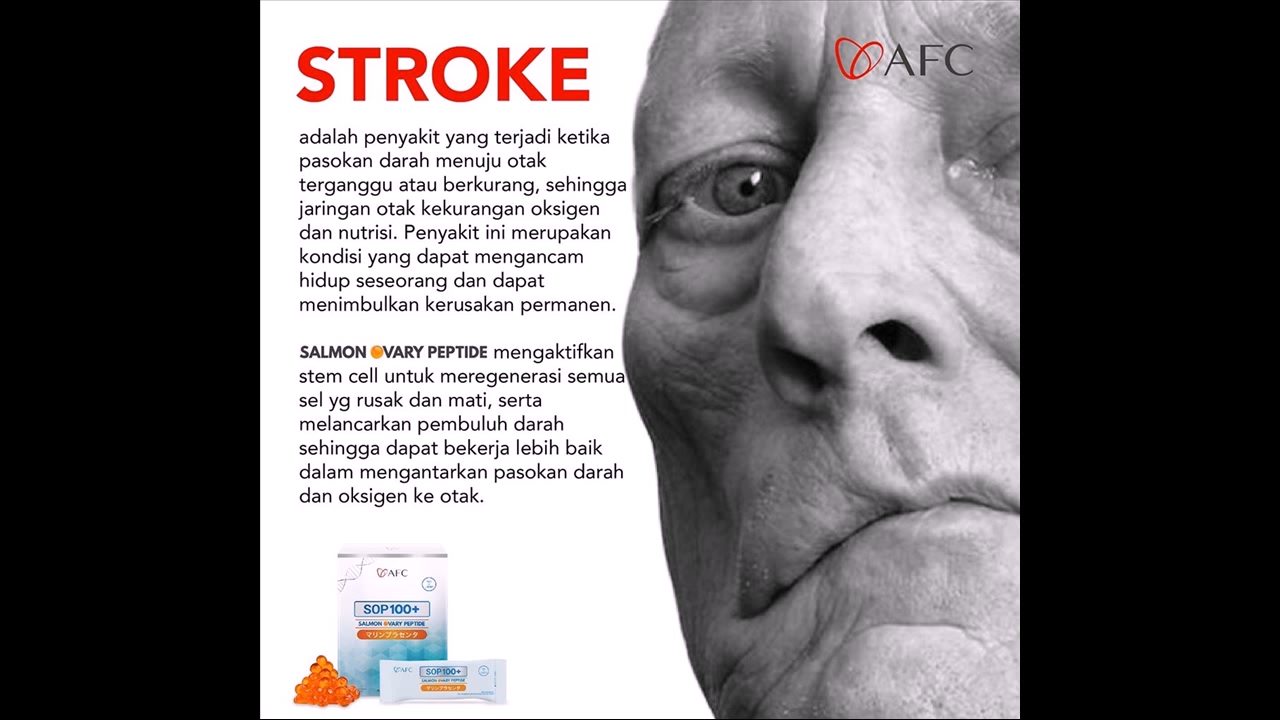 STROKE
AFC
adalah penyakit yang terjadi ketika
pasokan darah menuju otak
terganggu atau berkurang, sehingga
jaringan otak kekurangan oksigen
dan nutrisi. Penyakit ini merupakan
kondisi yang dapat mengancam
hidup seseorang dan dapat
menimbulkan kerusakan permanen.
SALMON OVARY PEPTIDE mengaktifkan
stem cell untuk meregenerasi semua
sel yg rusak dan mati, serta
melancarkan pembuluh darah
sehingga dapat bekerja lebih baik
dalam mengantarkan pasokan darah
dan oksigen ke otak.
AFC
SOP100+
SALMON OVARY PEPTIDE
マリンプラセンタ
AFC
SOP100+
SALMON OVARY PEPTIDE
マリンプラセンタ